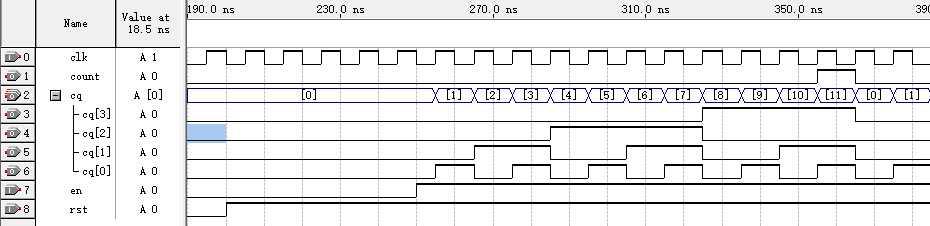 Name Value at 18.5 ns 190.0 ns 230.0 ns 270.0 ns 310.0 ns 350.0 ns 390
0 clk A 1
1 count A 0
2 cq A [0] [0] [1] [2] [3] [4] [5] [6] [7] [8] [9] [10] [11] [0] [1]
3 cq[3] A 0
4 cq[2] A 0
5 cq[1] A 0
6 cq[0] A 0
7 en A 0
8 rst A 0